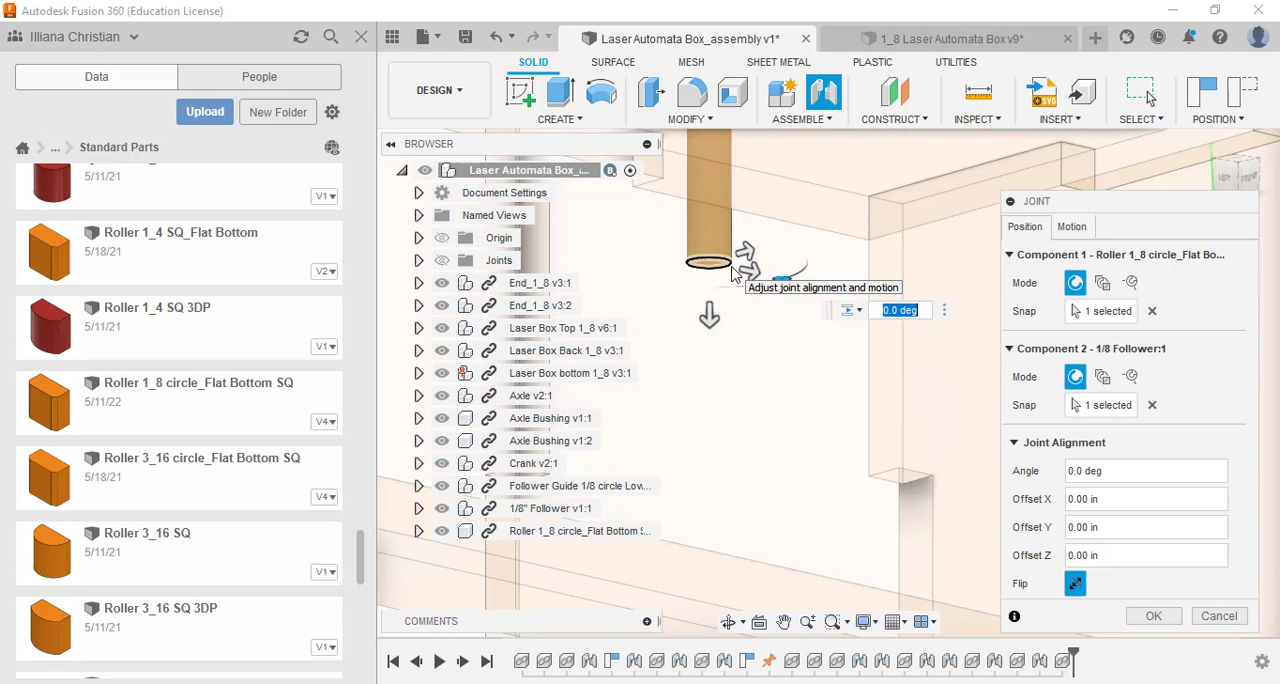 Autodesk Fusion 360 (Education License)
Illiana Christian
Laser Automata Box_assembly v1*
1_8 Laser Automata Box v9*
Data
People
SOLID
SURFACE
MESH
SHEET METAL
PLASTIC
UTILITIES
Upload
New Folder
DESIGN
CREATE
MODIFY
ASSEMBLE
CONSTRUCT
INSPECT
INSERT
SELECT
POSITION
...
Standard Parts
5/11/21
V1
Roller 1_4 SQ_Flat Bottom
5/18/21
V2
Roller 1_4 SQ 3DP
5/11/21
V1
Roller 1_8 circle_Flat Bottom SQ
5/11/22
V4
Roller 3_16 circle_Flat Bottom SQ
5/18/21
V4
Roller 3_16 SQ
5/11/21
V1
Roller 3_16 SQ 3DP
5/11/21
V1
BROWSER
Laser Automata Box_...
Document Settings
Named Views
Origin
Joints
End_1_8 v3:1
End_1_8 v3:2
Laser Box Top 1_8 v6:1
Laser Box Back 1_8 v3:1
Laser Box bottom 1_8 v3:1
Axle v2:1
Axle Bushing v1:1
Axle Bushing v1:2
Crank v2:1
Follower Guide 1/8 circle Low...
1/8" Follower v1:1
Roller 1_8 circle_Flat Bottom S...
Adjust joint alignment and motion
0.0 deg
LEFT
JOINT
Position
Motion
Component 1 - Roller 1_8 circle_Flat Bo...
Mode
Snap
1 selected
Component 2 - 1/8 Follower:1
Mode
Snap
1 selected
Joint Alignment
Angle
0.0 deg
Offset X
0.00 in
Offset Y
0.00 in
Offset Z
0.00 in
Flip
OK
Cancel
COMMENTS